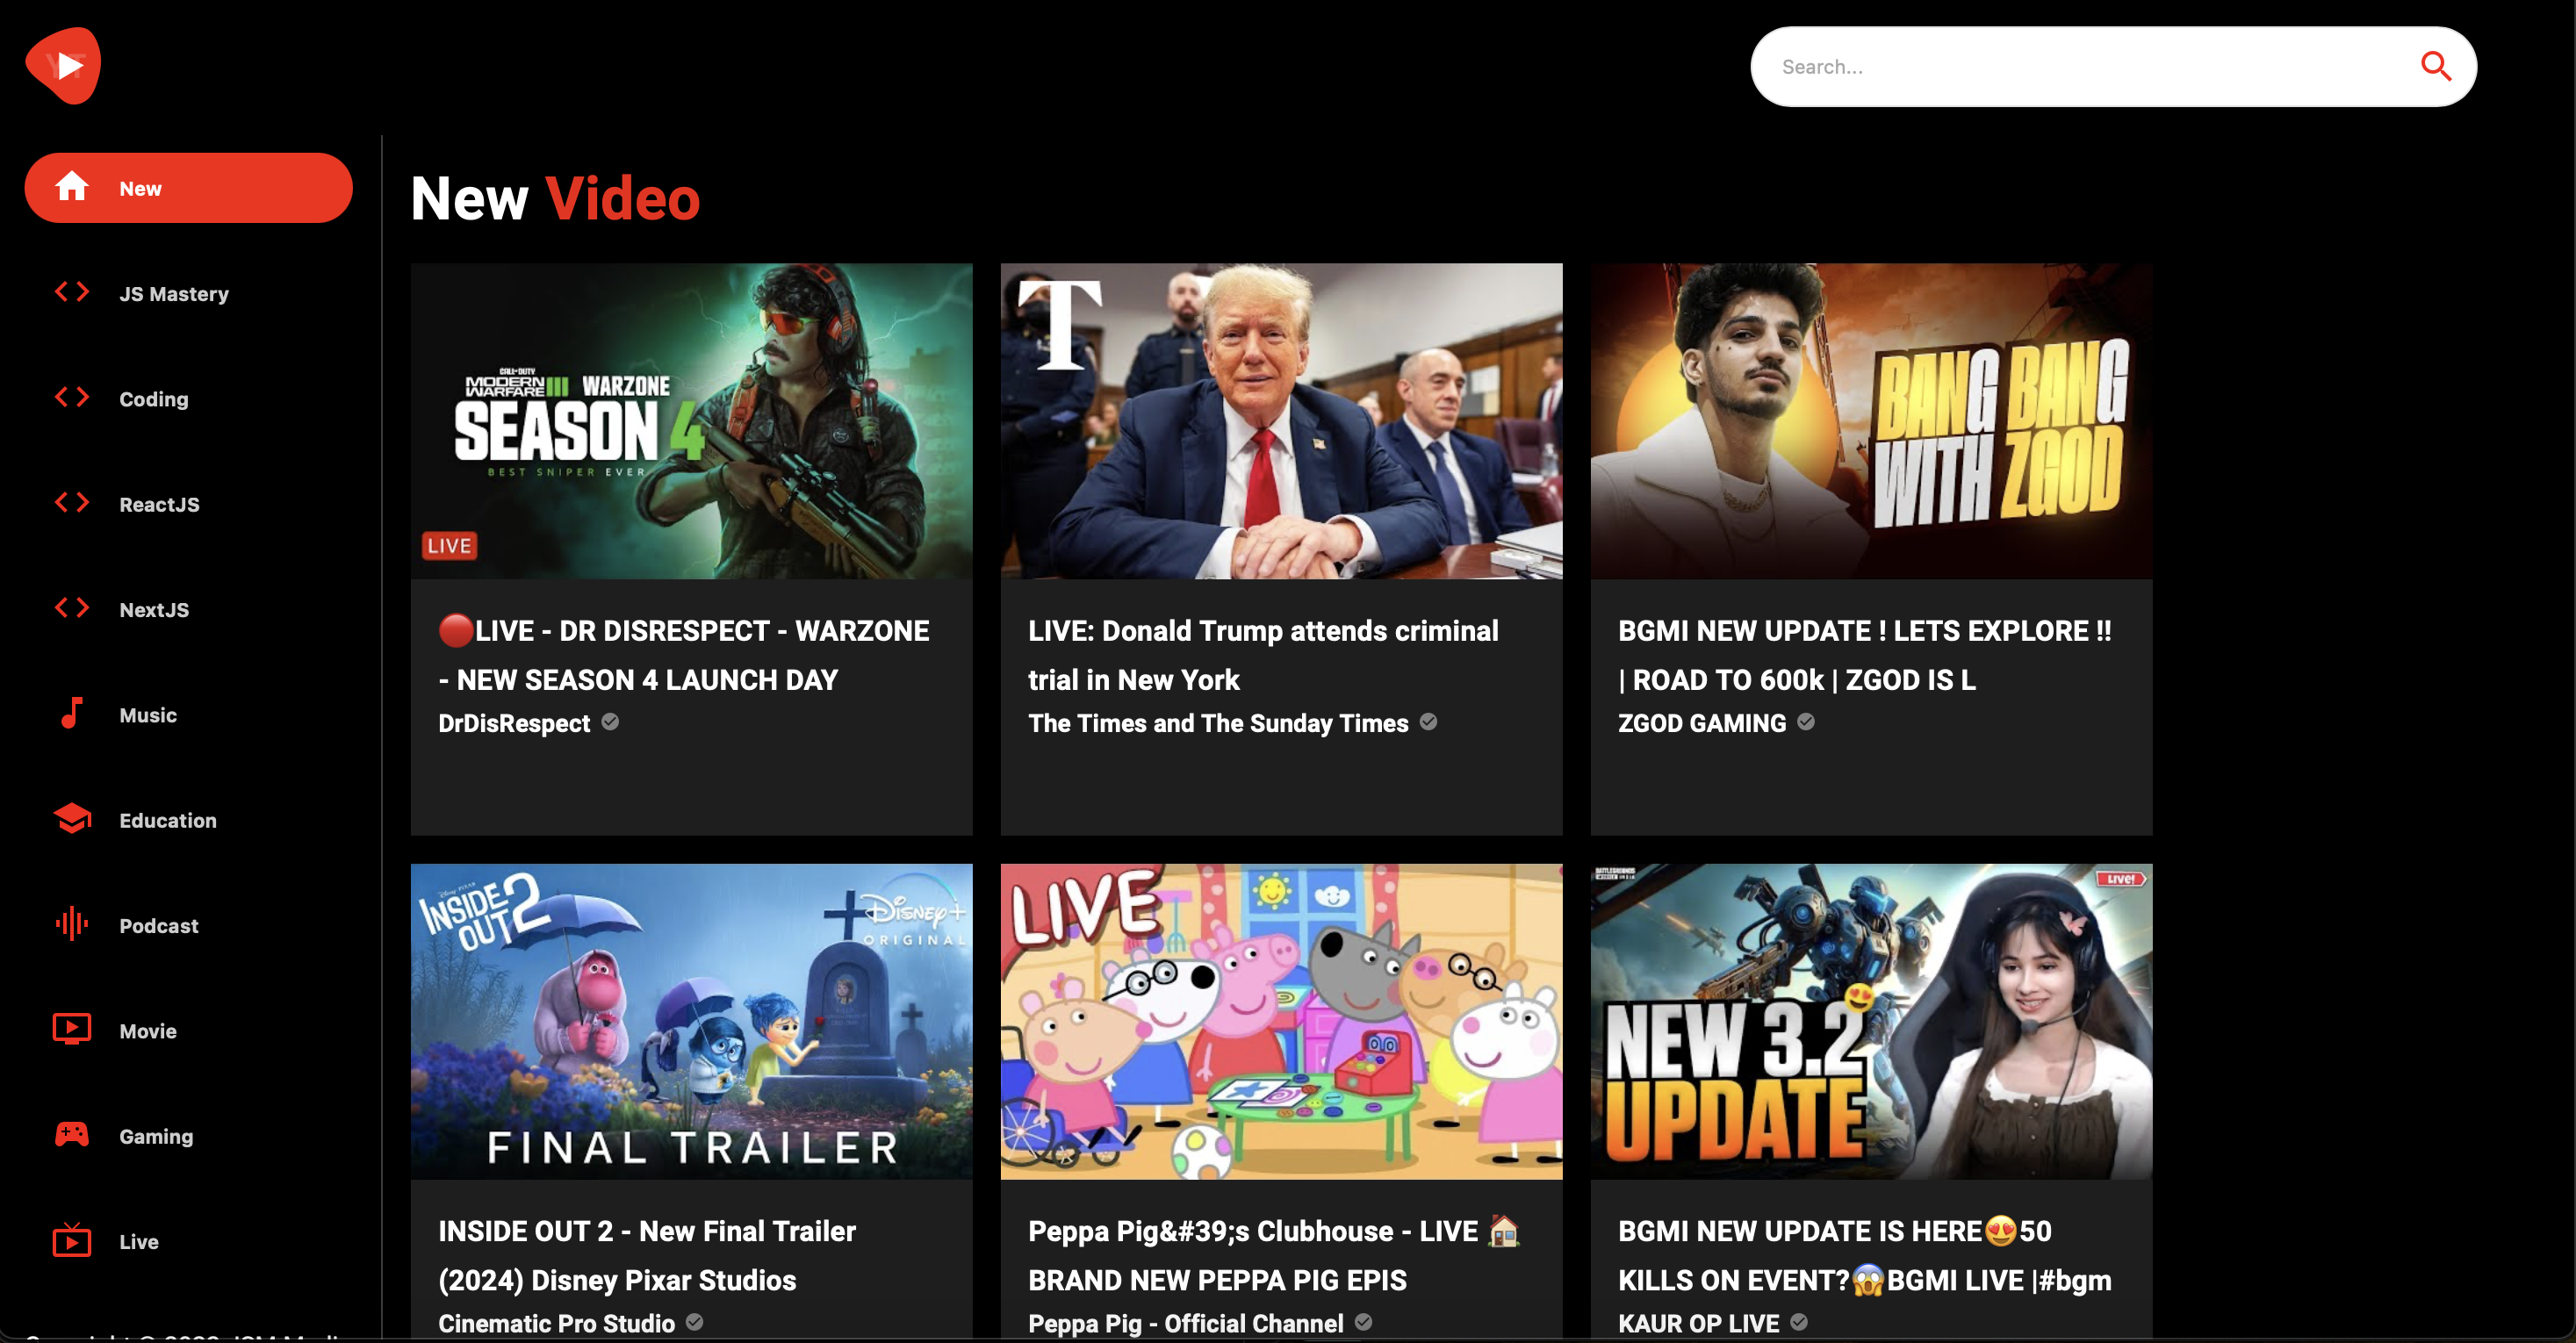 YT
Search...
New
JS Mastery
Coding
ReactJS
NextJS
Music
Education
Podcast
Movie
Gaming
Live
New Video
CALL OF DUTY
MODERN
WARFARE III WARZONE
SEASON 4
BEST SNIPER EVER
LIVE
🔴LIVE - DR DISRESPECT - WARZONE
- NEW SEASON 4 LAUNCH DAY
DrDisRespect
T
LIVE: Donald Trump attends criminal
trial in New York
The Times and The Sunday Times
BANG BANG
WITH ZGOD
BGMI NEW UPDATE ! LETS EXPLORE !!
| ROAD TO 600k | ZGOD IS L
ZGOD GAMING
DISNEY PIXAR
INSIDE
OUT 2
Disney+
ORIGINAL
FINAL TRAILER
INSIDE OUT 2 - New Final Trailer
(2024) Disney Pixar Studios
Cinematic Pro Studio
LIVE
Peppa Pig&#39;s Clubhouse - LIVE 🏠
BRAND NEW PEPPA PIG EPIS
Peppa Pig - Official Channel
BATTLEGROUNDS
LIVE!
NEW 3.2
UPDATE
BGMI NEW UPDATE IS HERE😍50
KILLS ON EVENT?😱BGMI LIVE |#bgm
KAUR OP LIVE